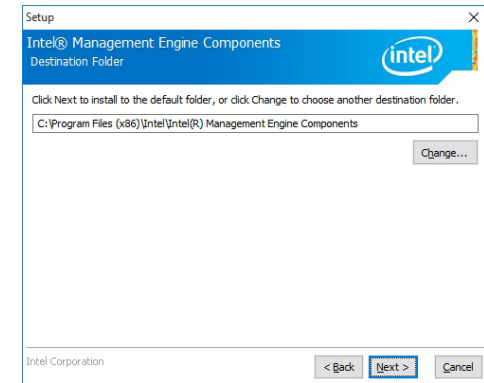 Setup
Intel® Management Engine Components
Destination Folder
intel
Click Next to install to the default folder, or click Change to choose another destination folder.
C:\Program Files (x86)\Intel\Intel(R) Management Engine Components
Change...
Intel Corporation
< Back Next > Cancel